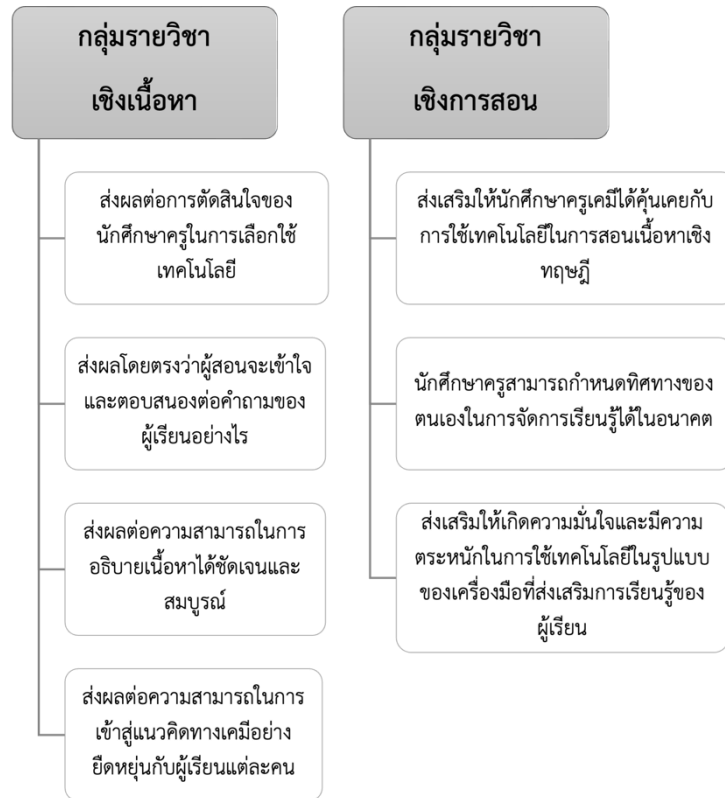 กลุ่มรายวิชา
เชิงเนื้อหา
ส่งผลต่อการตัดสินใจของ
นักศึกษาครูในการเลือกใช้
เทคโนโลยี
ส่งผลโดยตรงว่าผู้สอนจะเข้าใจ
และตอบสนองต่อคำถามของ
ผู้เรียนอย่างไร
ส่งผลต่อความสามารถในการ
อธิบายเนื้อหาได้ชัดเจนและ
สมบูรณ์
ส่งผลต่อความสามารถในการ
เข้าสู่แนวคิดทางเคมีอย่าง
ยืดหยุ่นกับผู้เรียนแต่ละคน
กลุ่มรายวิชา
เชิงการสอน
ส่งเสริมให้นักศึกษาครูเคมีได้คุ้นเคยกับ
การใช้เทคโนโลยีในการสอนเนื้อหาเชิง
ทฤษฎี
นักศึกษาครูสามารถกำหนดทิศทางของ
ตนเองในการจัดการเรียนรู้ได้ในอนาคต
ส่งเสริมให้เกิดความมั่นใจและมีความ
ตระหนักในการใช้เทคโนโลยีในรูปแบบ
ของเครื่องมือที่ส่งเสริมการเรียนรู้ของ
ผู้เรียน